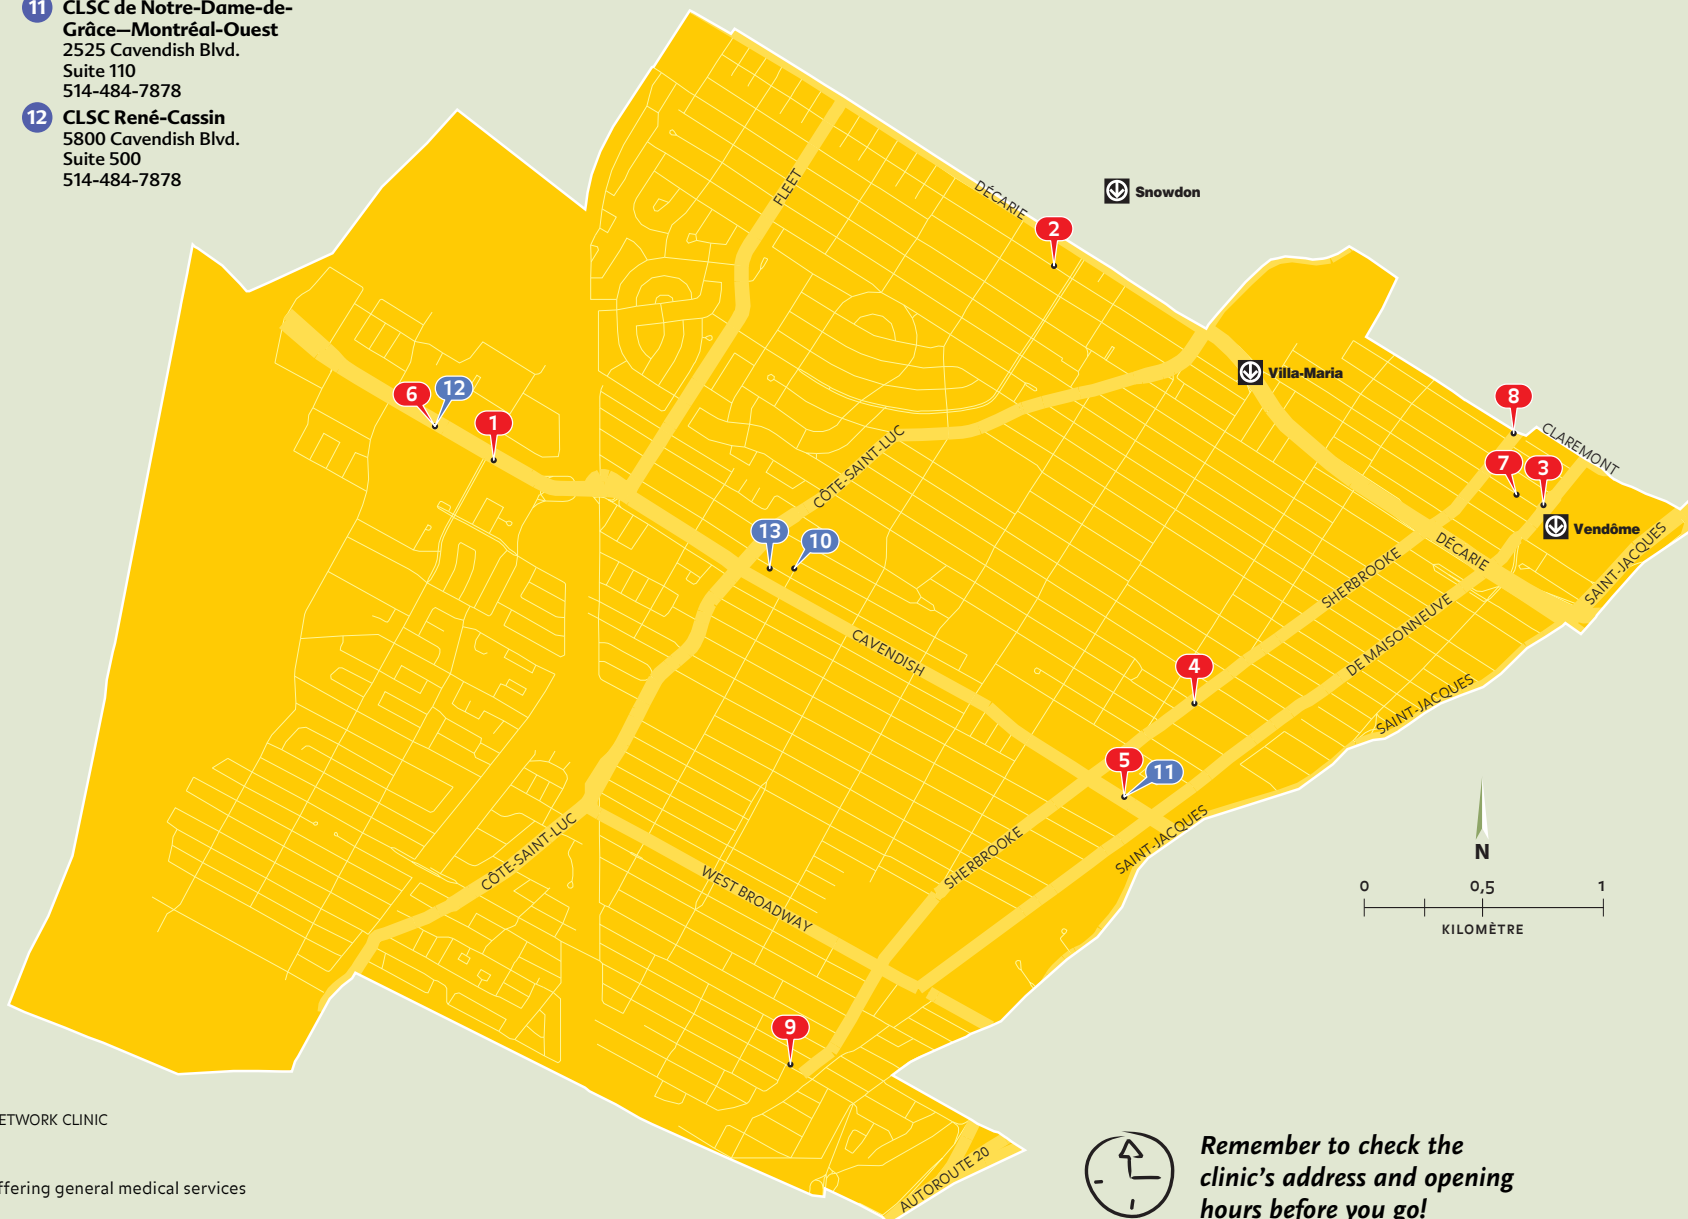 11 CLSC de Notre-Dame-de-
Grâce–Montréal-Ouest
2525 Cavendish Blvd.
Suite 110
514-484-7878
12 CLSC René-Cassin
5800 Cavendish Blvd.
Suite 500
514-484-7878
FLEET
DÉCARIE
Snowdon
2
Villa-Maria
6
12
1
8
CLAREMONT
7
3
CÔTE-SAINT-LUC
Vendôme
13
10
DÉCARIE
SAINT-JACQUES
SHERBROOKE
DE MAISONNEUVE
CAVENDISH
4
SAINT-JACQUES
5
11
SAINT-JACQUES
SHERBROOKE
CÔTE-SAINT-LUC
WEST BROADWAY
N
0 0,5 1
KILOMÈTRE
9
AUTOROUTE 20
ETWORK CLINIC
ffering general medical services
Remember to check the
clinic's address and opening
hours before you go!